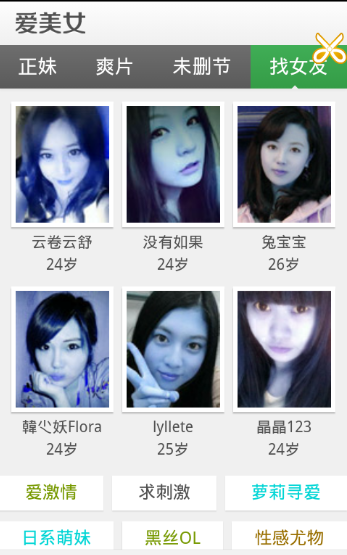 爱美女
正妹 爽片 未删节 找女友
云卷云舒 没有如果 兔宝宝
24岁 24岁 26岁
韓尐妖Flora lyllete 晶晶123
24岁 25岁 24岁
爱激情 求刺激 萝莉寻爱
日系萌妹 黑丝OL 性感尤物